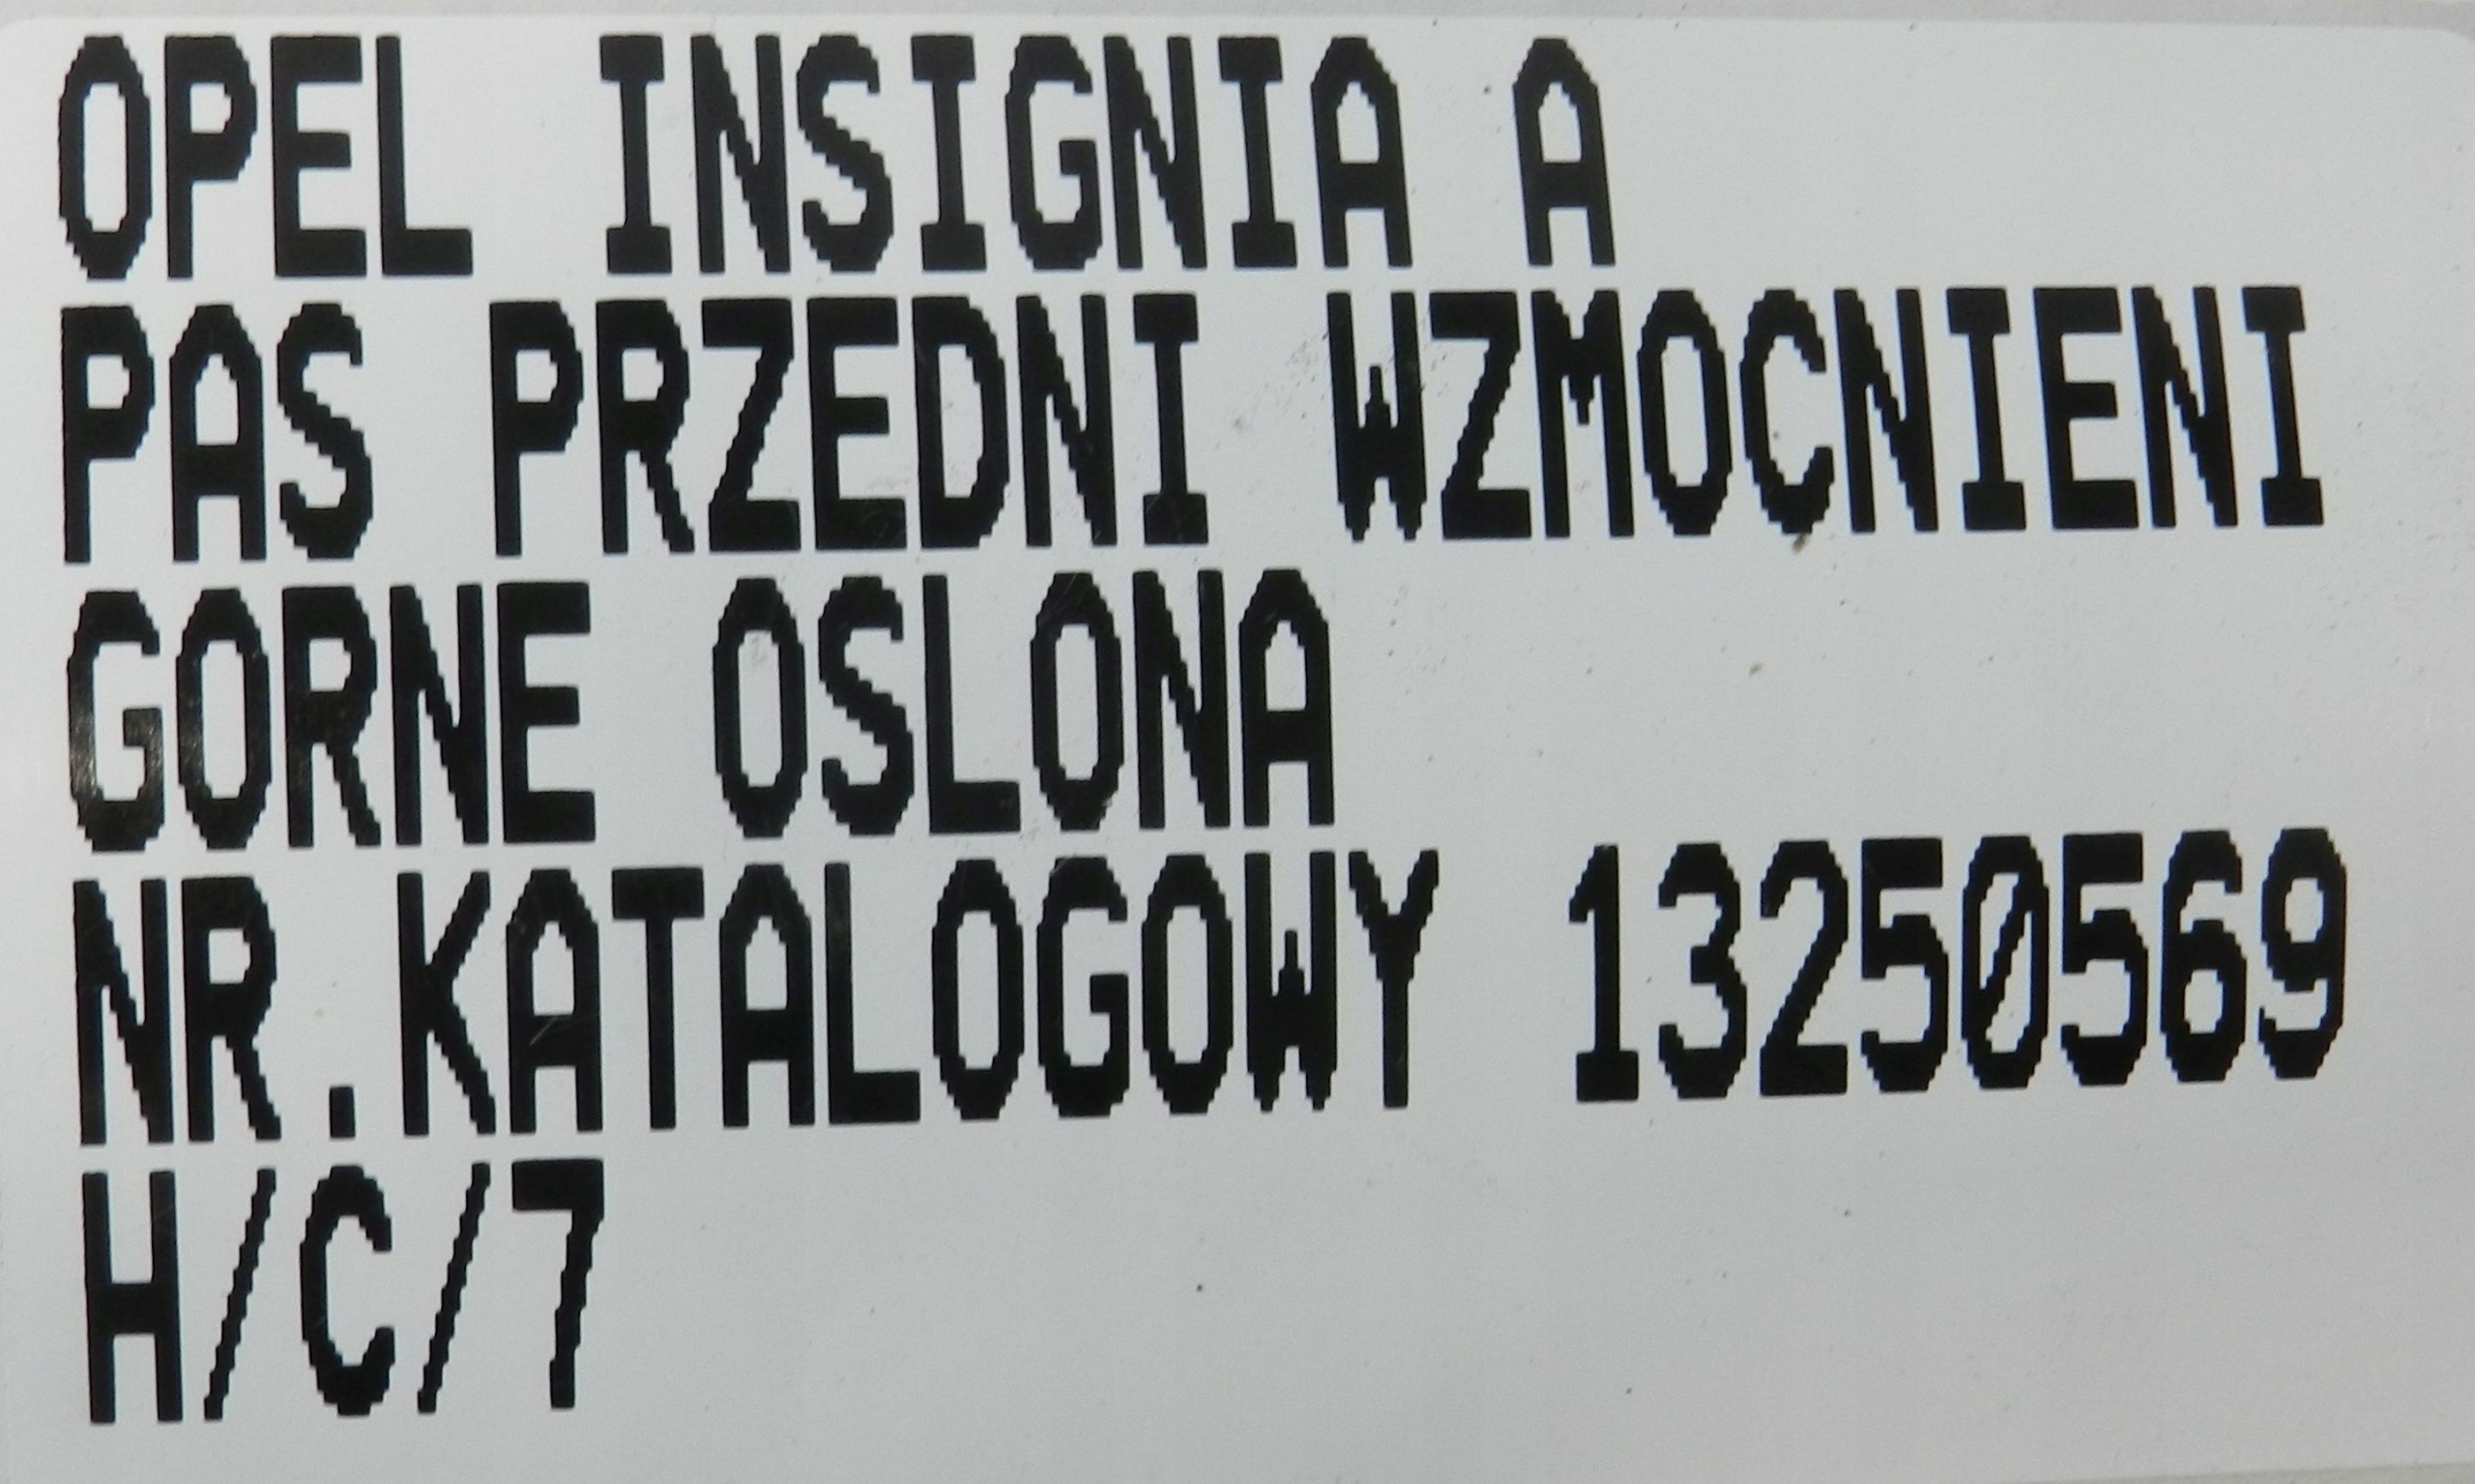 OPEL INSIGNIA A
PAS PRZEDNI WZMOCNIENI
GORNE OSLONA
NR.KATALOGOWY 13250569
H/C/7